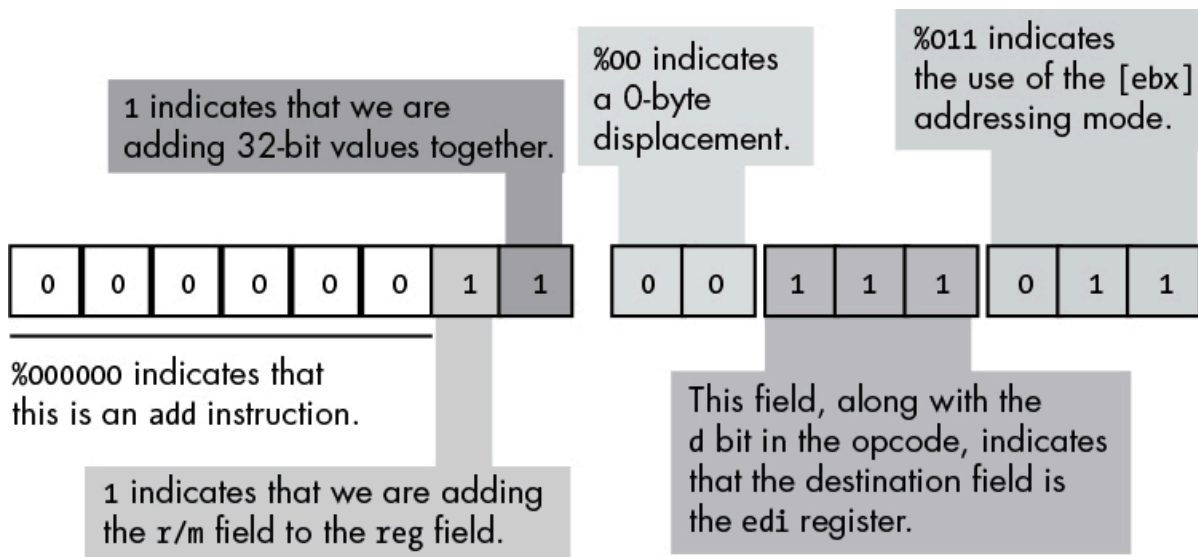 1 indicates that we are
adding 32-bit values together.
%00 indicates
a 0-byte
displacement.
%011 indicates
the use of the [ebx]
addressing mode.
0 0 0 0 0 0 1 1 0 0 1 1 1 0 1 1
%000000 indicates that
this is an add instruction.
1 indicates that we are adding
the r/m field to the reg field.
This field, along with the
d bit in the opcode, indicates
that the destination field is
the edi register.